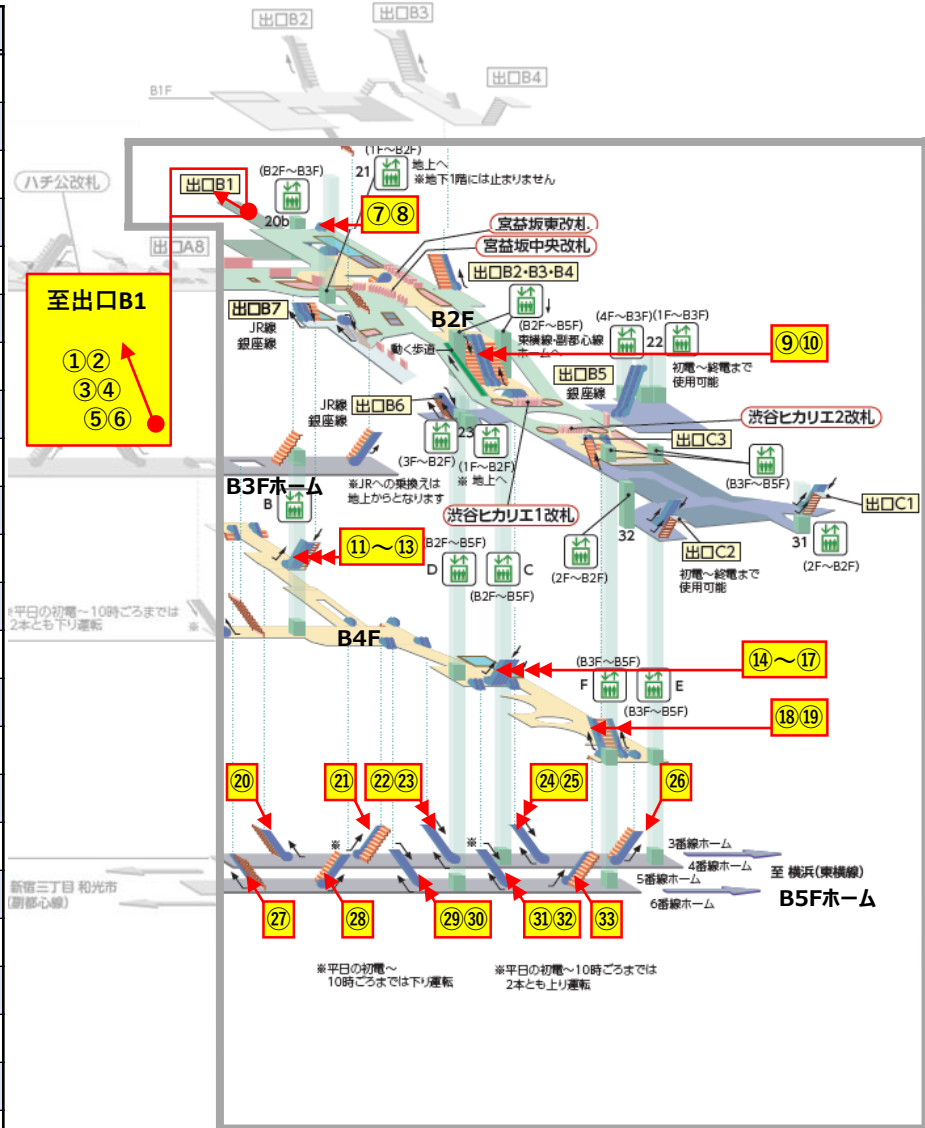 出口B2
出口B3
出口B4
B1F
ハチ公改札
出口A8
(1F～B2F)
21
地上へ
※地下1階には止まりません
(B2F～B3F)
出口B1
20b
⑦⑧
宮益坂東改札
宮益坂中央改札
出口B2・B3・B4
至出口B1
①②
③④
⑤⑥
出口B7
JR線
銀座線
B2F
(B2F～B5F)
東横線・副都心線
ホームへ
動く歩道
(4F～B3F)
(1F～B3F)
22
初電～終電まで
使用可能
⑨⑩
出口B5
銀座線
JR線
銀座線
出口B6
23
(3F～B2F)
(1F～B2F)
※ 地上へ
渋谷ヒカリエ2改札
出口C3
(B3F～B5F)
B3Fホーム
B
※JRへの乗換えは
地上からとなります
渋谷ヒカリエ1改札
出口C1
32
31
(2F～B2F)
出口C2
初電～終電まで
使用可能
(2F～B2F)
⑪～⑬
(B2F～B5F)
D
C
(B2F～B5F)
※平日の初電～10時ごろまでは
2本とも下り運転
※
B4F
⑭～⑰
(B3F～B5F)
F
E
(B3F～B5F)
⑱⑲
⑳
㉑
㉒㉓
㉔㉕
㉖
※
※
3番線ホーム
4番線ホーム
5番線ホーム
6番線ホーム
至 横浜(東横線)
B5Fホーム
新宿三丁目 和光市
(副都心線)
㉗
㉘
㉙㉚
㉛㉜
㉝
※平日の初電～
10時ごろまでは下り運転
※平日の初電～10時ごろまでは
2本とも上り運転